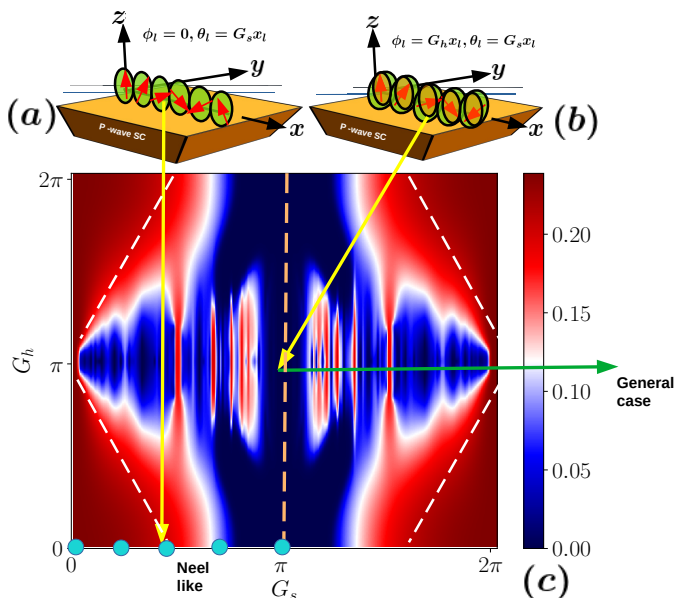 z
ϕ_l = 0, θ_l = G_s x_l
y
(a)
P -wave SC
x
z
ϕ_l = G_h x_l, θ_l = G_s x_l
y
(b)
P -wave SC
x
2π
G_h
π
0
0
π
2π
G_s
Neel
like
General
case
0.20
0.15
0.10
0.05
0.00
(c)